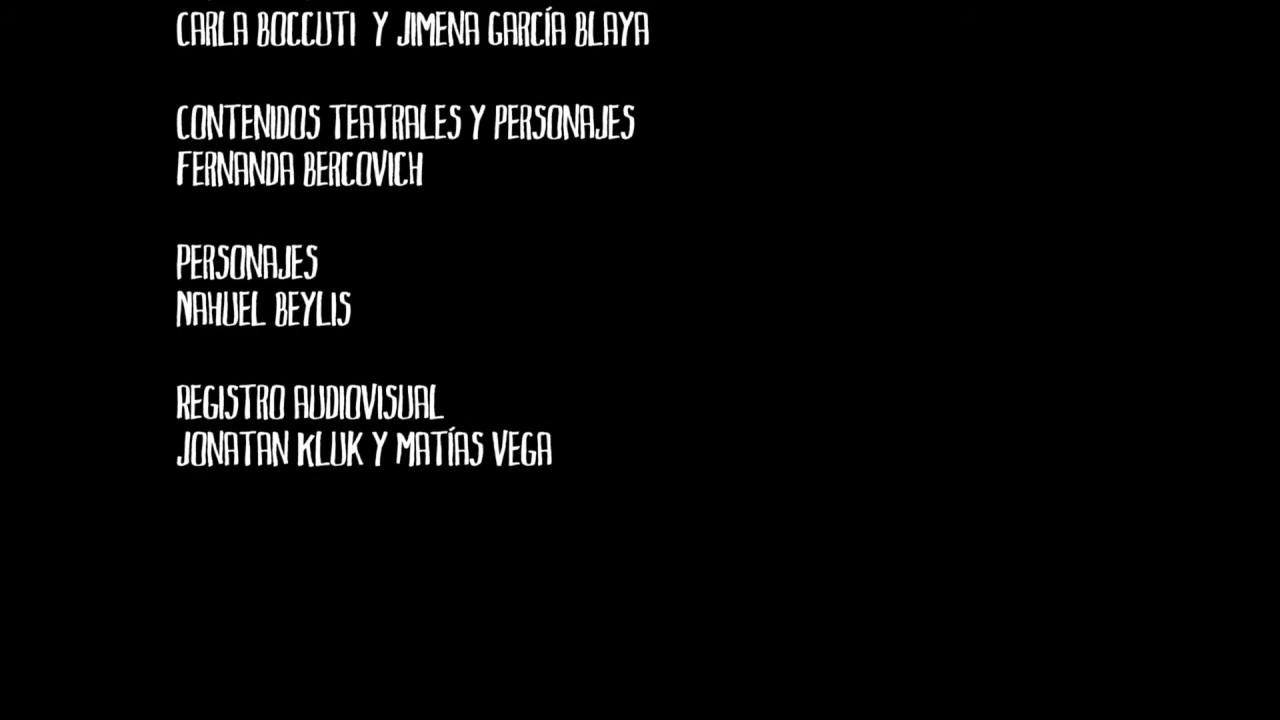 CARLA BOCCUTI Y JIMENA GARCÍA BLAYA
CONTENIDOS TEATRALES Y PERSONAJES
FERNANDA BERCOVICH
PERSONAJES
NAHUEL BEYLIS
REGISTRO AUDIOVISUAL
JONATAN KLUK Y MATÍAS VEGA